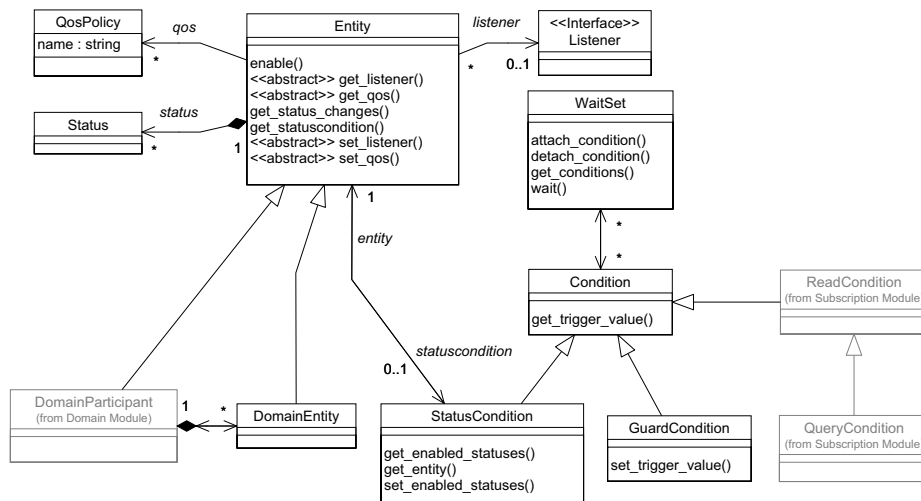 QosPolicy
name : string
qos
*
Entity
enable()
<<abstract>> get_listener()
<<abstract>> get_qos()
get_status_changes()
get_statuscondition()
<<abstract>> set_listener()
<<abstract>> set_qos()
listener
*
0..1
<<Interface>>
Listener
Status
status
*
1
WaitSet
attach_condition()
detach_condition()
get_conditions()
wait()
1
entity
*
*
Condition
get_trigger_value()
ReadCondition
(from Subscription Module)
statuscondition
0..1
DomainParticipant
(from Domain Module)
1
*
DomainEntity
StatusCondition
get_enabled_statuses()
get_entity()
set_enabled_statuses()
GuardCondition
set_trigger_value()
QueryCondition
(from Subscription Module)